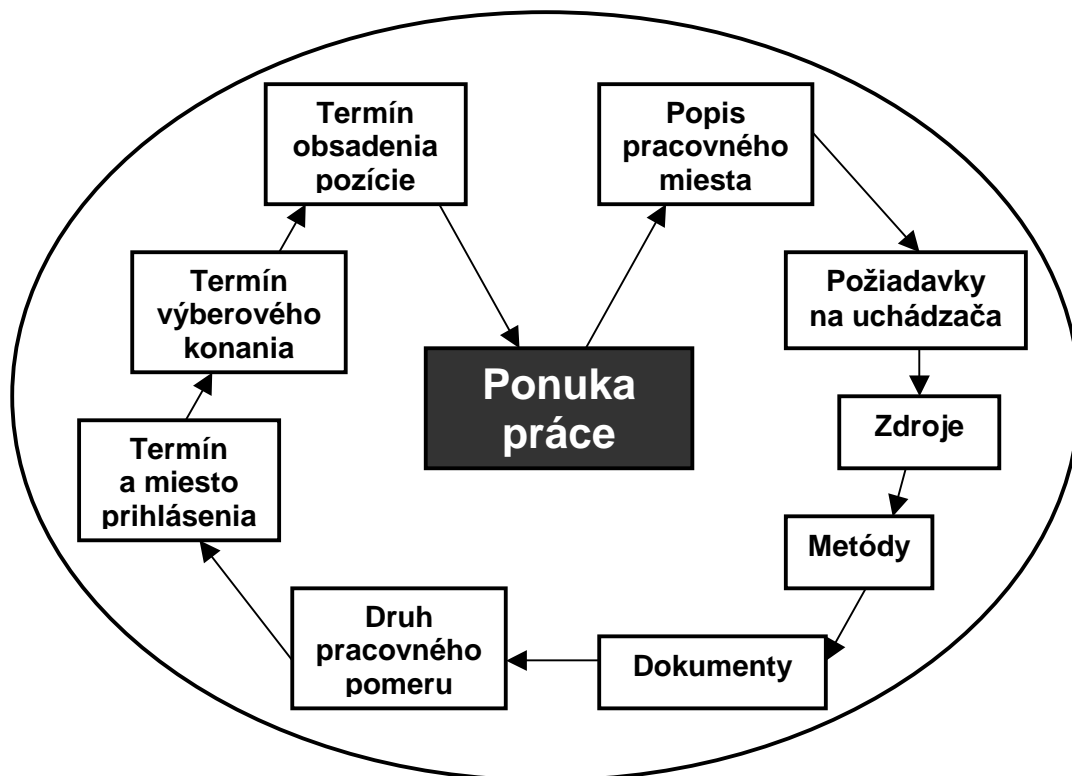 Termín
obsadenia
pozície
Popis
pracovného
miesta
Termín
výberového
konania
Požiadavky
na uchádzača
Ponuka
práce
Zdroje
Termín
a miesto
prihlásenia
Metódy
Druh
pracovného
pomeru
Dokumenty